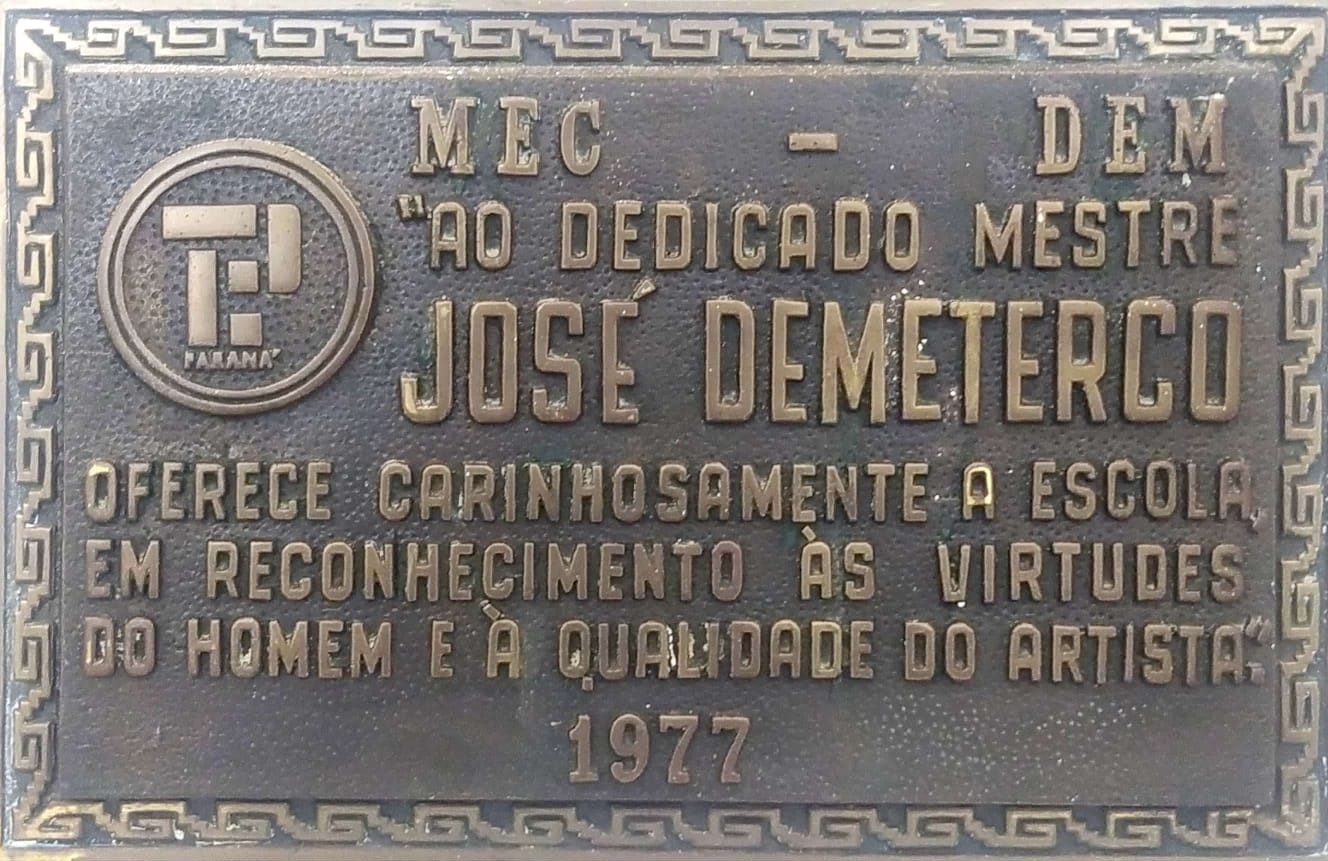 MEC - DEM
"AO DEDICADO MESTRE
JOSÉ DEMETERCO
OFERECE CARINHOSAMENTE A ESCOLA,
EM RECONHECIMENTO ÀS VIRTUDES
DO HOMEM E À QUALIDADE DO ARTISTA."
1977
PARANÁ